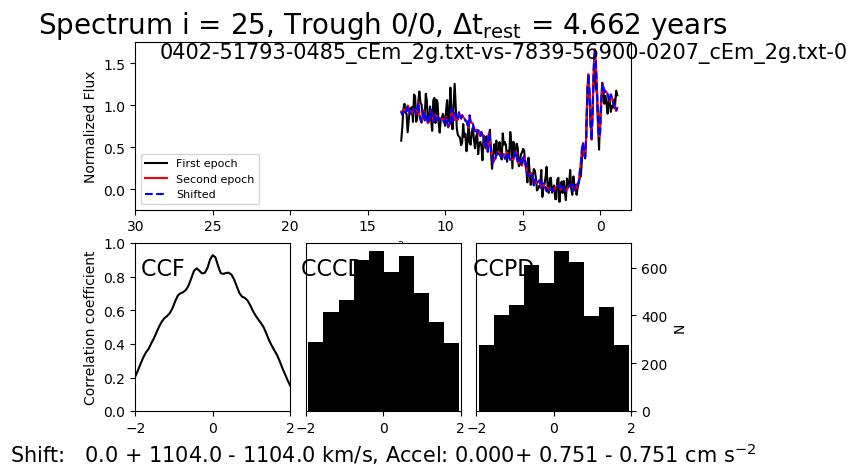 Spectrum i = 25, Trough 0/0, Δt_rest = 4.662 years
0402-51793-0485_cEm_2g.txt-vs-7839-56900-0207_cEm_2g.txt-0
Normalized Flux
1.5
1.0
0.5
0.0
First epoch
Second epoch
Shifted
30 25 20 15 10 5 0
Correlation coefficient
1.0
0.8
0.6
0.4
0.2
0.0
CCF
CCCD
CCPD
600
400
200
0
N
−2 0 2
−2 0 2
−2 0 2
Shift: 0.0 + 1104.0 - 1104.0 km/s, Accel: 0.000+ 0.751 - 0.751 cm s⁻²